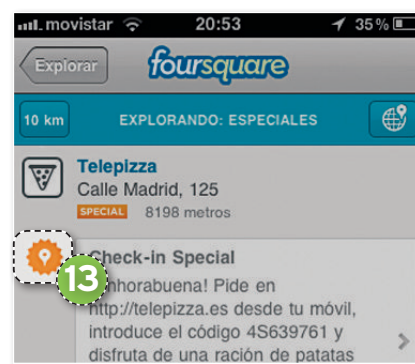 movistar 20:53 35%
Explorar foursquare
10 km EXPLORANDO: ESPECIALES
Telepizza
Calle Madrid, 125
SPECIAL 8198 metros
Check-in Special
13
nhorabuena! Pide en
http://telepizza.es desde tu móvil,
introduce el código 4S639761 y
disfruta de una ración de patatas